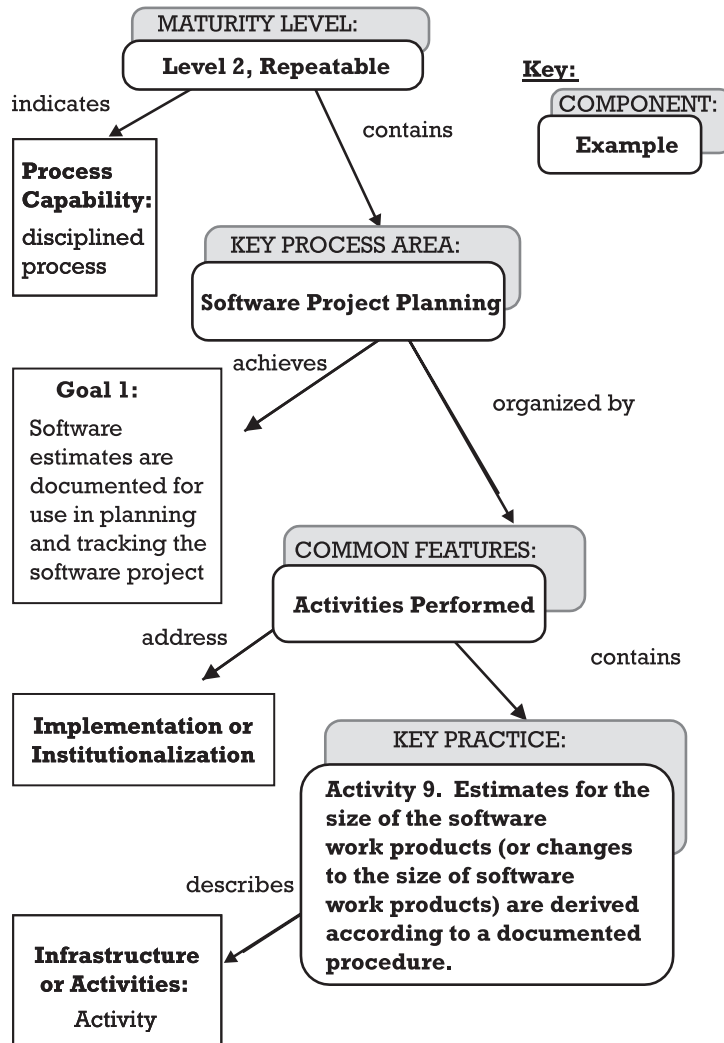 MATURITY LEVEL:
Level 2, Repeatable
Key:
COMPONENT:
Example
indicates
contains
Process
Capability:
disciplined
process
KEY PROCESS AREA:
Software Project Planning
achieves
organized by
Goal 1:
Software
estimates are
documented for
use in planning
and tracking the
software project
COMMON FEATURES:
Activities Performed
address
contains
Implementation or
Institutionalization
KEY PRACTICE:
Activity 9. Estimates for the
size of the software
work products (or changes
to the size of software
work products) are derived
according to a documented
procedure.
describes
Infrastructure
or Activities:
Activity